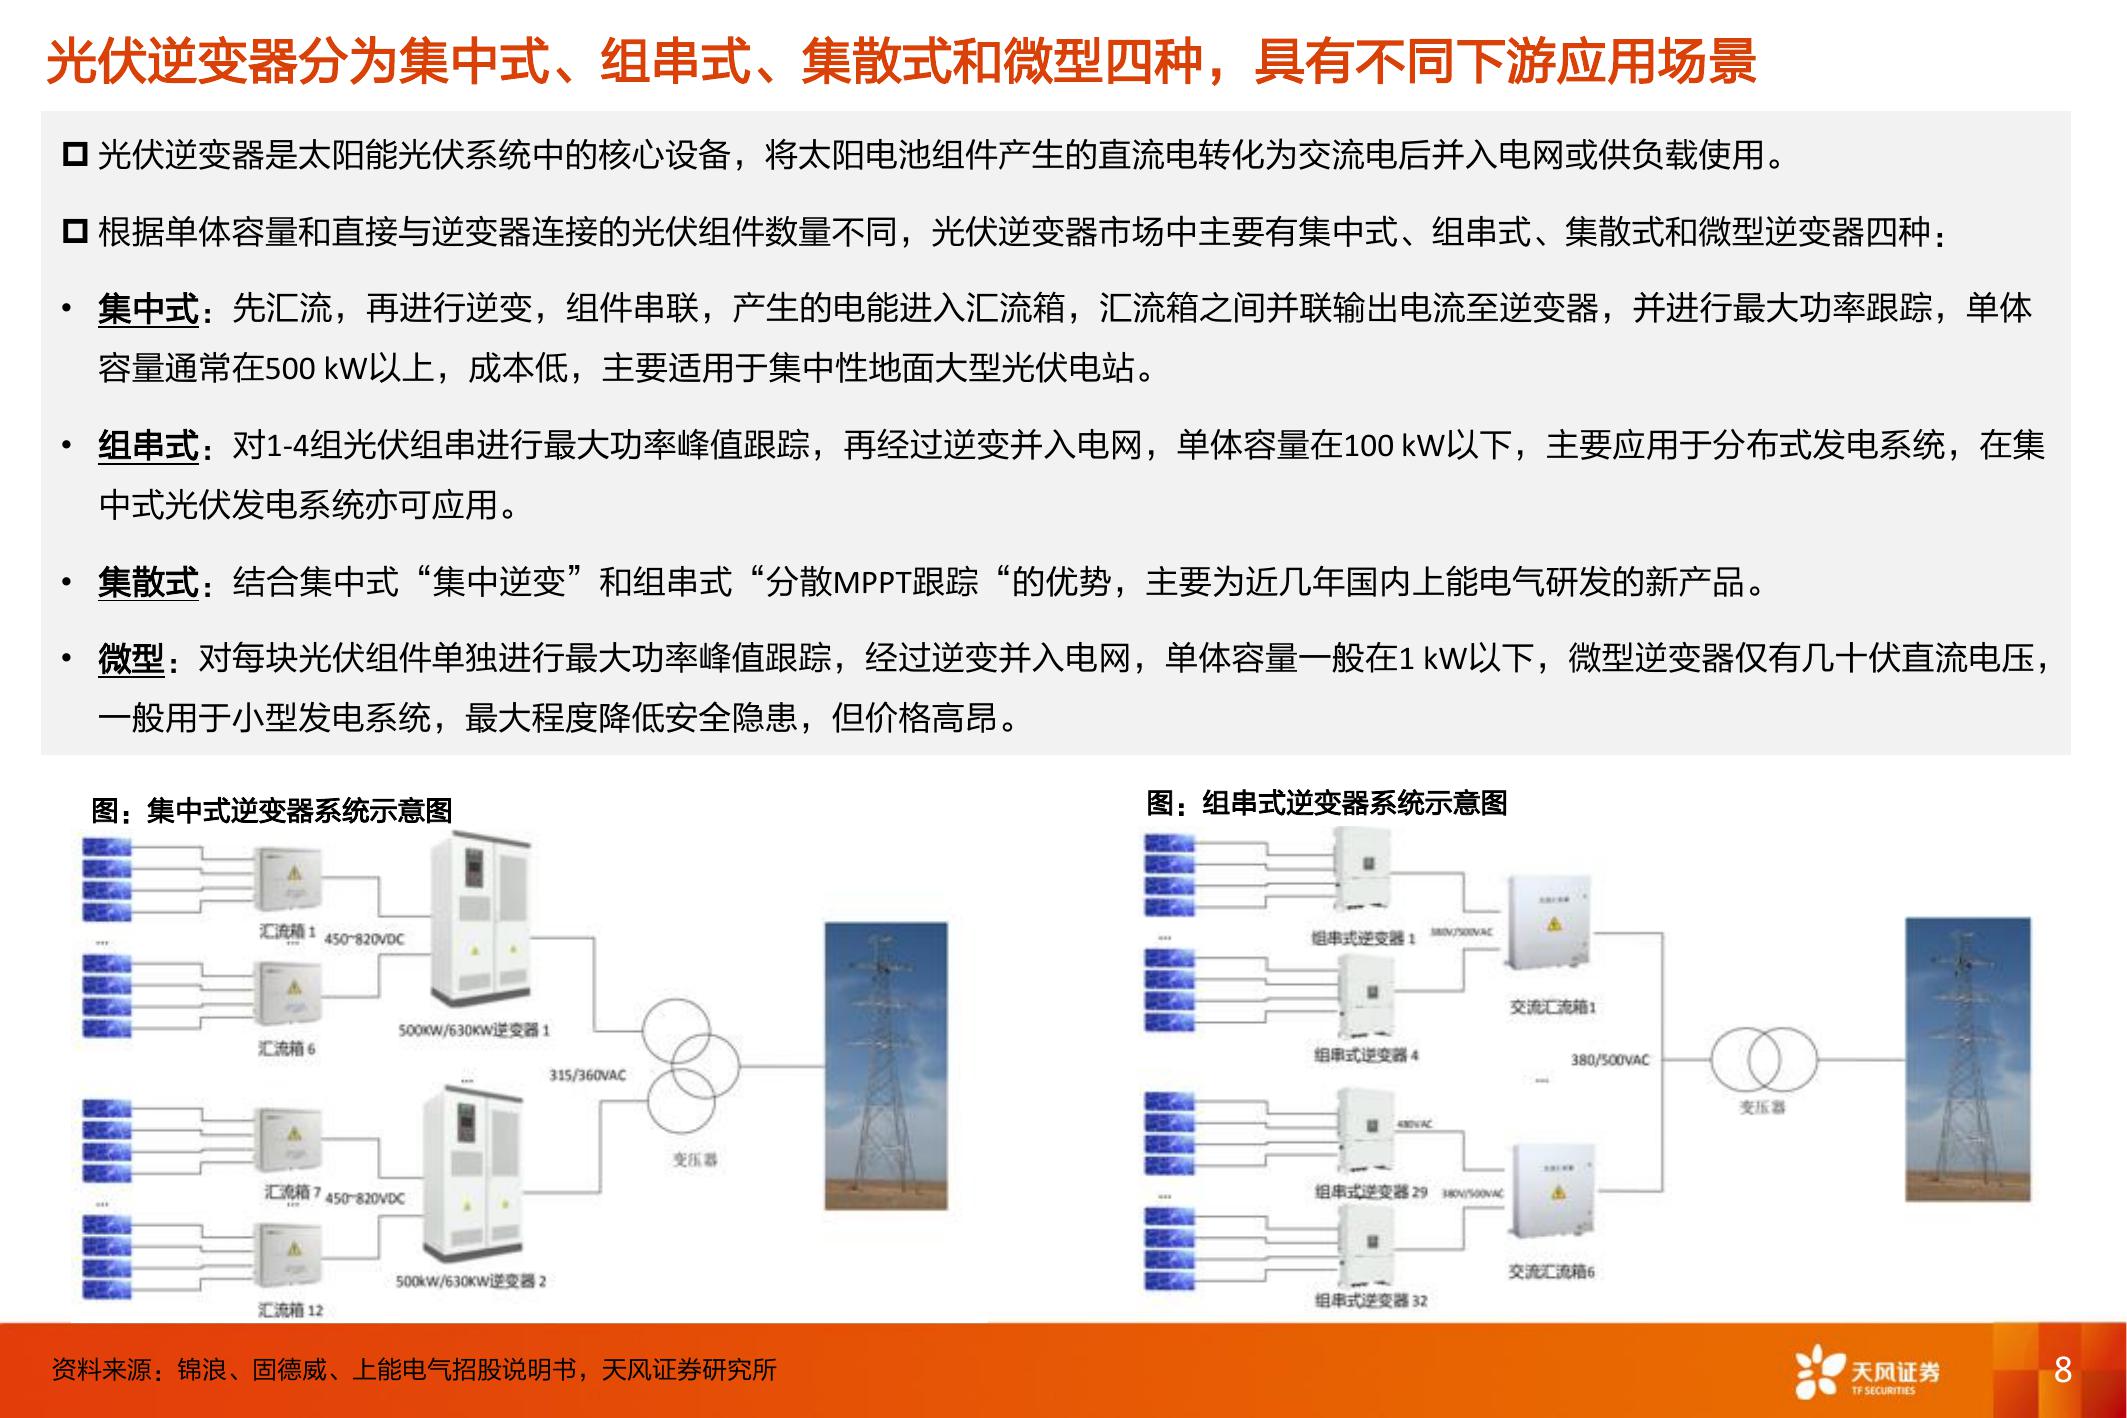 光伏逆变器分为集中式、组串式、集散式和微型四种，具有不同下游应用场景
光伏逆变器是太阳能光伏系统中的核心设备，将太阳电池组件产生的直流电转化为交流电后并入电网或供负载使用。
根据单体容量和直接与逆变器连接的光伏组件数量不同，光伏逆变器市场中主要有集中式、组串式、集散式和微型逆变器四种：
• 集中式：先汇流，再进行逆变，组件串联，产生的电能进入汇流箱，汇流箱之间并联输出电流至逆变器，并进行最大功率跟踪，单体
容量通常在500 kW以上，成本低，主要适用于集中性地面大型光伏电站。
• 组串式：对1-4组光伏组串进行最大功率峰值跟踪，再经过逆变并入电网，单体容量在100 kW以下，主要应用于分布式发电系统，在集
中式光伏发电系统亦可应用。
• 集散式：结合集中式“集中逆变”和组串式“分散MPPT跟踪“的优势，主要为近几年国内上能电气研发的新产品。
• 微型：对每块光伏组件单独进行最大功率峰值跟踪，经过逆变并入电网，单体容量一般在1 kW以下，微型逆变器仅有几十伏直流电压，
一般用于小型发电系统，最大程度降低安全隐患，但价格高昂。
图：集中式逆变器系统示意图
汇流箱 1
...
450~820VDC
...
汇流箱 6
500KW/630KW逆变器 1
...
315/360VAC
变压器
汇流箱 7
...
450~820VDC
...
500kW/630KW逆变器 2
汇流箱 12
图：组串式逆变器系统示意图
组串式逆变器 1
380V/500VAC
...
交流汇流箱1
组串式逆变器 4
380/500VAC
...
变压器
480VAC
组串式逆变器 29
380V/500VAC
...
交流汇流箱6
组串式逆变器 32
资料来源：锦浪、固德威、上能电气招股说明书，天风证券研究所
天风证券
TF SECURITIES
8